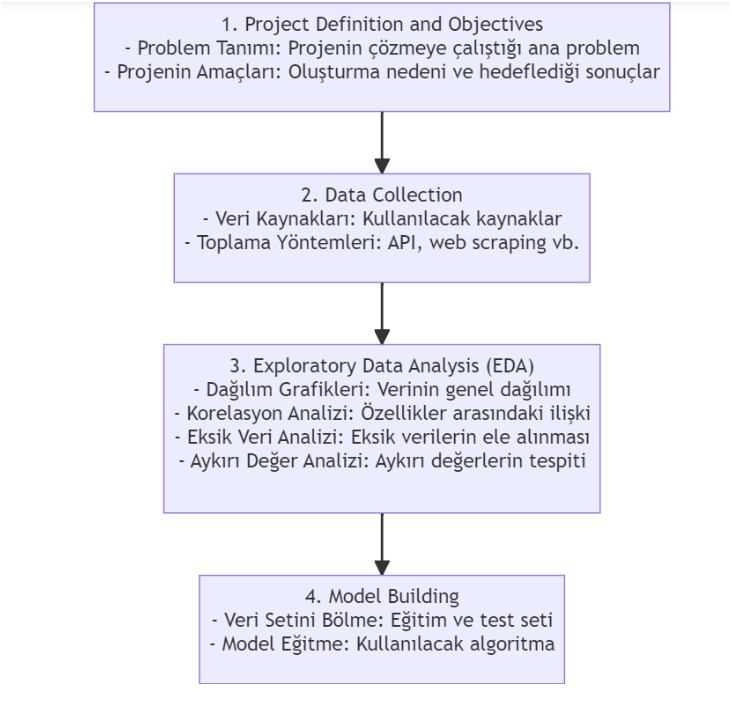 1. Project Definition and Objectives
- Problem Tanımı: Projenin çözmeye çalıştığı ana problem
- Projenin Amaçları: Oluşturma nedeni ve hedeflediği sonuçlar
2. Data Collection
- Veri Kaynakları: Kullanılacak kaynaklar
- Toplama Yöntemleri: API, web scraping vb.
3. Exploratory Data Analysis (EDA)
- Dağılım Grafikleri: Verinin genel dağılımı
- Korelasyon Analizi: Özellikler arasındaki ilişki
- Eksik Veri Analizi: Eksik verilerin ele alınması
- Aykırı Değer Analizi: Aykırı değerlerin tespiti
4. Model Building
- Veri Setini Bölme: Eğitim ve test seti
- Model Eğitme: Kullanılacak algoritma